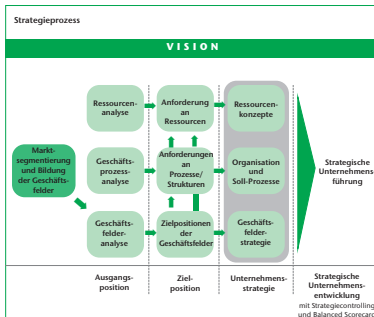 Strategieprozess
VISION
Ressourcen-
analyse
Anforderung
an
Ressourcen
Ressourcen-
konzepte
Markt-
segmentierung
und Bildung
der Geschäfts-
felder
Geschäfts-
prozess-
analyse
Anforderungen
an
Prozesse/
Strukturen
Organisation
und
Soll-Prozesse
Strategische
Unternehmens-
führung
Geschäfts-
felder-
analyse
Zielpositionen
der
Geschäftsfelder
Geschäfts-
felder-
strategie
Ausgangs-
position
Ziel-
position
Unternehmens-
strategie
Strategische
Unternehmens-
entwicklung
mit Strategiecontrolling
und Balanced Scorecard